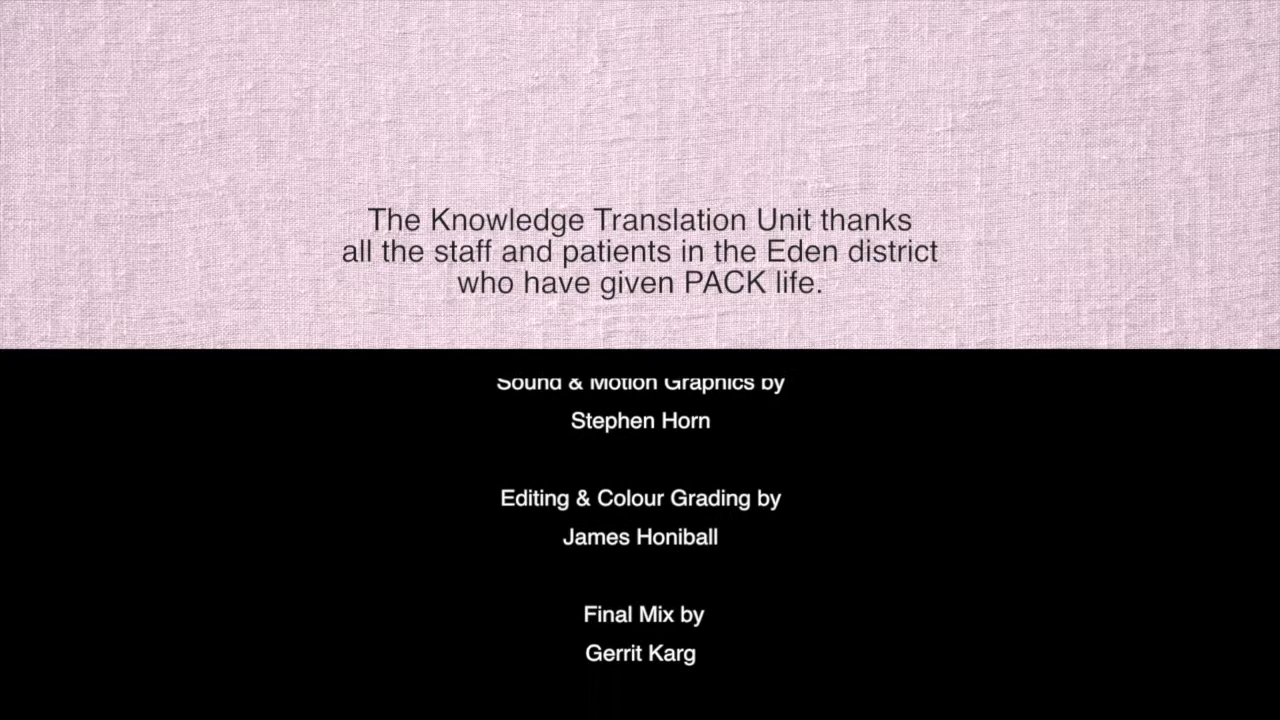 The Knowledge Translation Unit thanks
all the staff and patients in the Eden district
who have given PACK life.
Sound & Motion Graphics by
Stephen Horn
Editing & Colour Grading by
James Honiball
Final Mix by
Gerrit Karg